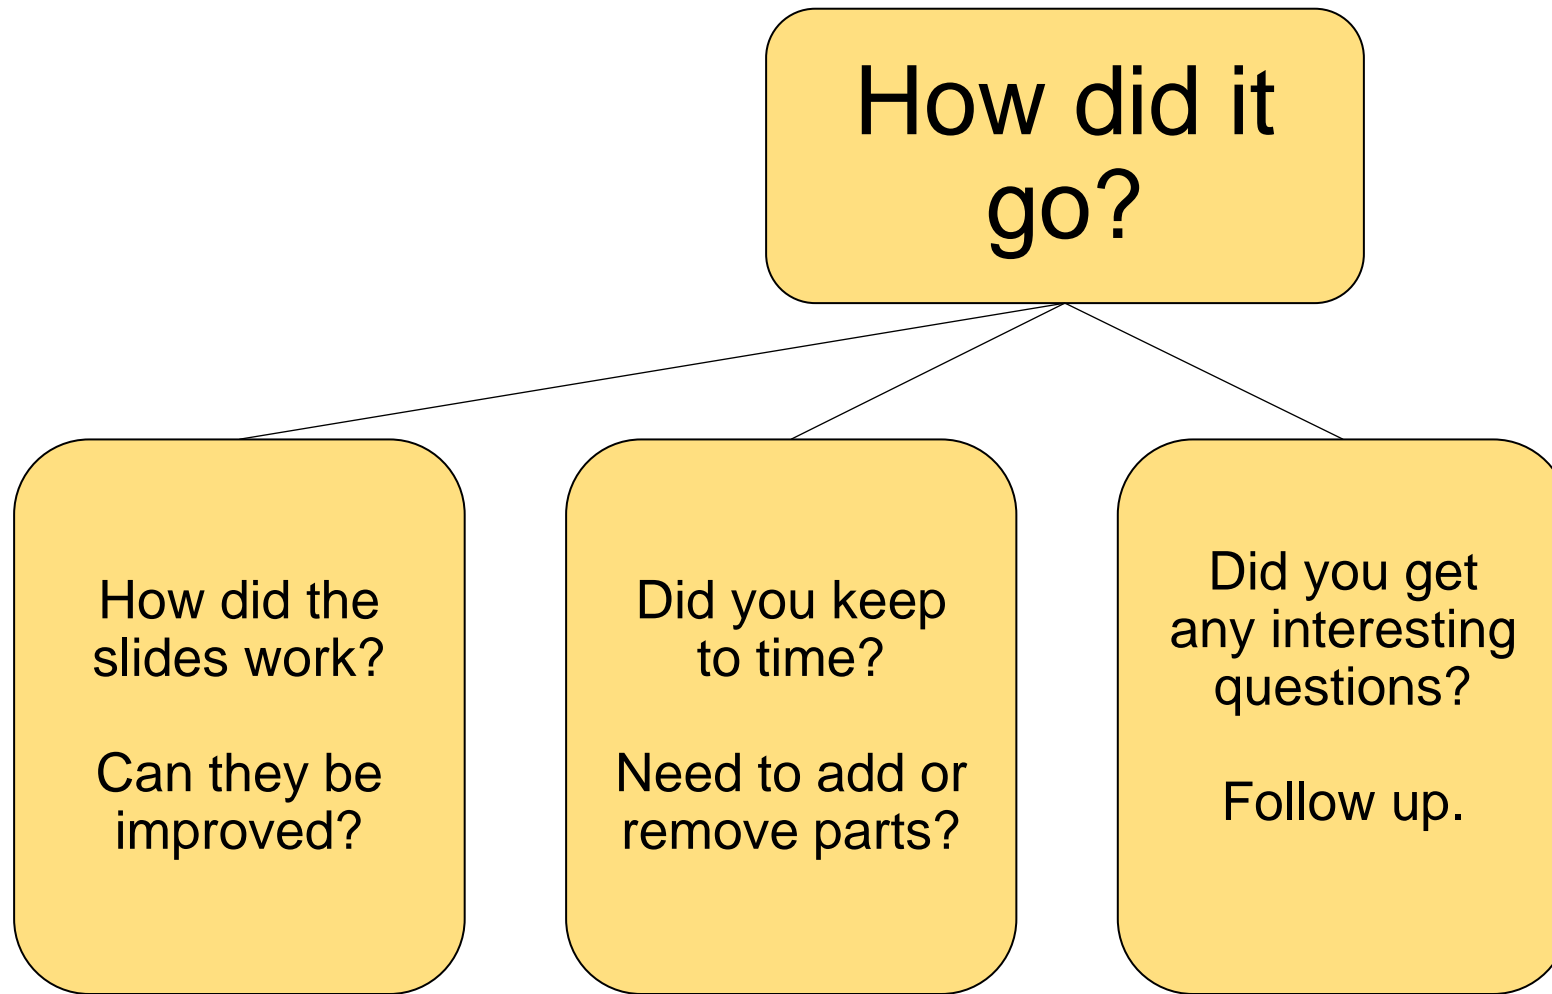 How did it
go?
How did the
slides work?
Can they be
improved?
Did you keep
to time?
Need to add or
remove parts?
Did you get
any interesting
questions?
Follow up.